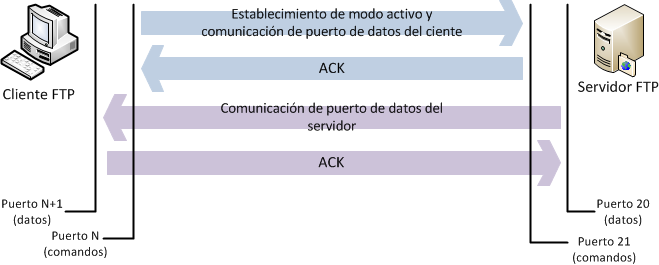 Establecimiento de modo activo y
comunicación de puerto de datos del ciente
ACK
Cliente FTP
Servidor FTP
Comunicación de puerto de datos del
servidor
ACK
Puerto N+1
(datos)
Puerto 20
(datos)
Puerto N
(comandos)
Puerto 21
(comandos)